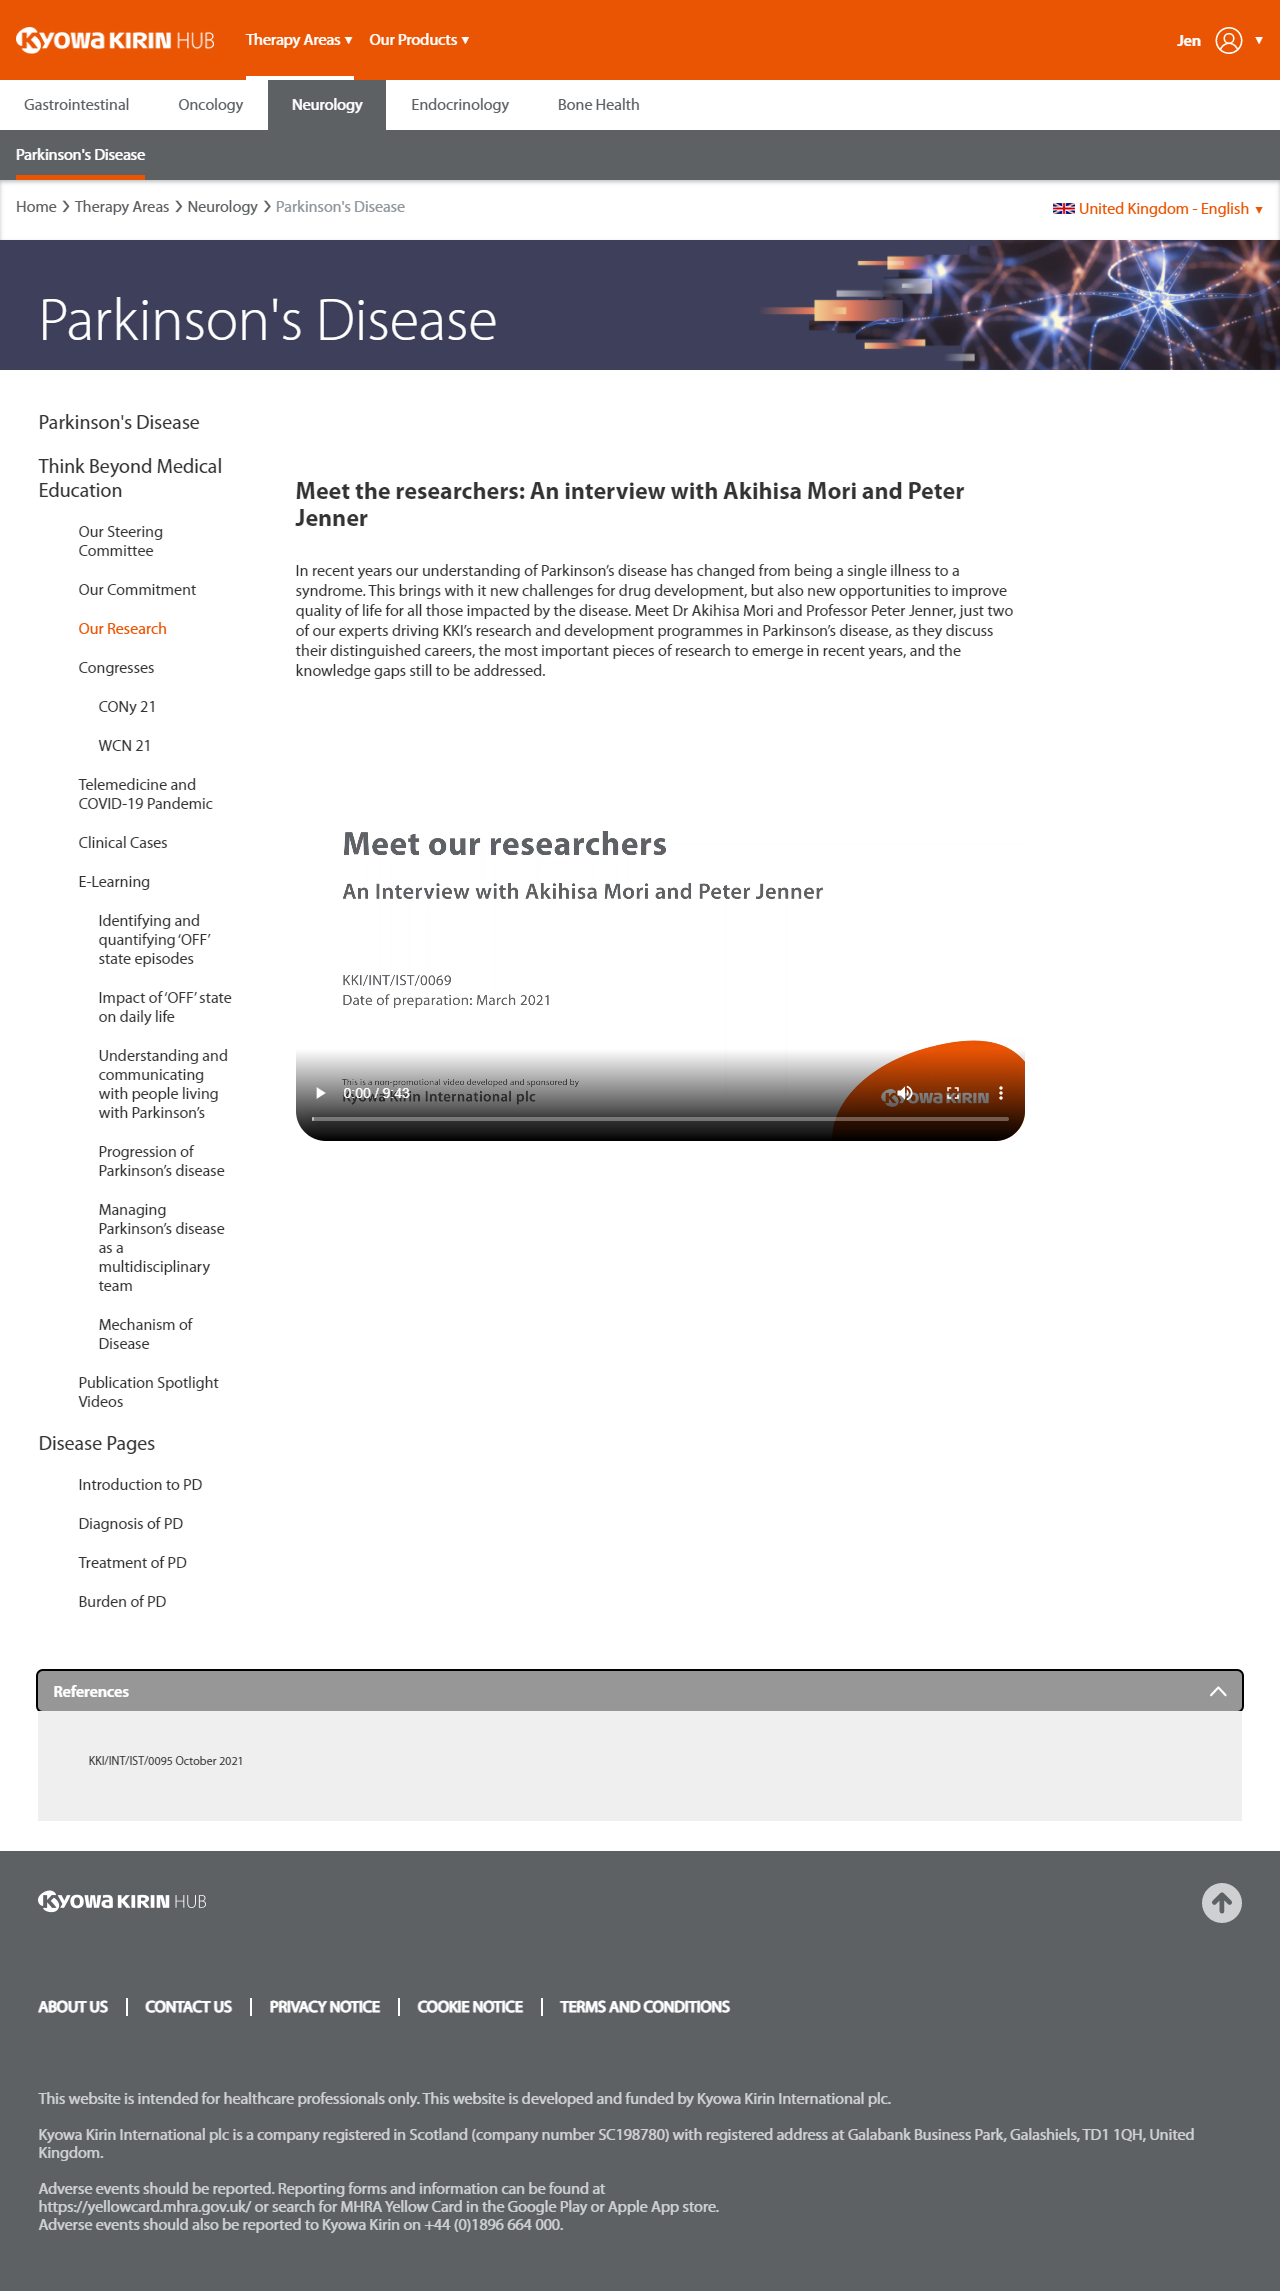 KYOWA KIRIN HUB
Therapy Areas ▼ Our Products ▼
Jen ▼
Gastrointestinal Oncology Neurology Endocrinology Bone Health
Parkinson's Disease
Home > Therapy Areas > Neurology > Parkinson's Disease
United Kingdom - English ▼
Parkinson's Disease
Parkinson's Disease
Think Beyond Medical
Education
Our Steering
Committee
Our Commitment
Our Research
Congresses
CONy 21
WCN 21
Telemedicine and
COVID-19 Pandemic
Clinical Cases
E-Learning
Identifying and
quantifying ‘OFF’
state episodes
Impact of ‘OFF’ state
on daily life
Understanding and
communicating
with people living
with Parkinson’s
Progression of
Parkinson’s disease
Managing
Parkinson’s disease
as a
multidisciplinary
team
Mechanism of
Disease
Publication Spotlight
Videos
Disease Pages
Introduction to PD
Diagnosis of PD
Treatment of PD
Burden of PD
Meet the researchers: An interview with Akihisa Mori and Peter
Jenner
In recent years our understanding of Parkinson’s disease has changed from being a single illness to a
syndrome. This brings with it new challenges for drug development, but also new opportunities to improve
quality of life for all those impacted by the disease. Meet Dr Akihisa Mori and Professor Peter Jenner, just two
of our experts driving KKI’s research and development programmes in Parkinson’s disease, as they discuss
their distinguished careers, the most important pieces of research to emerge in recent years, and the
knowledge gaps still to be addressed.
Meet our researchers
An Interview with Akihisa Mori and Peter Jenner
KKI/INT/IST/0069
Date of preparation: March 2021
This is a non-promotional video developed and sponsored by
Kyowa Kirin International plc
0:00 / 9:43
KYOWA KIRIN
References
KKI/INT/IST/0095 October 2021
KYOWA KIRIN HUB
ABOUT US | CONTACT US | PRIVACY NOTICE | COOKIE NOTICE | TERMS AND CONDITIONS
This website is intended for healthcare professionals only. This website is developed and funded by Kyowa Kirin International plc.
Kyowa Kirin International plc is a company registered in Scotland (company number SC198780) with registered address at Galabank Business Park, Galashiels, TD1 1QH, United
Kingdom.
Adverse events should be reported. Reporting forms and information can be found at
https://yellowcard.mhra.gov.uk/ or search for MHRA Yellow Card in the Google Play or Apple App store.
Adverse events should also be reported to Kyowa Kirin on +44 (0)1896 664 000.